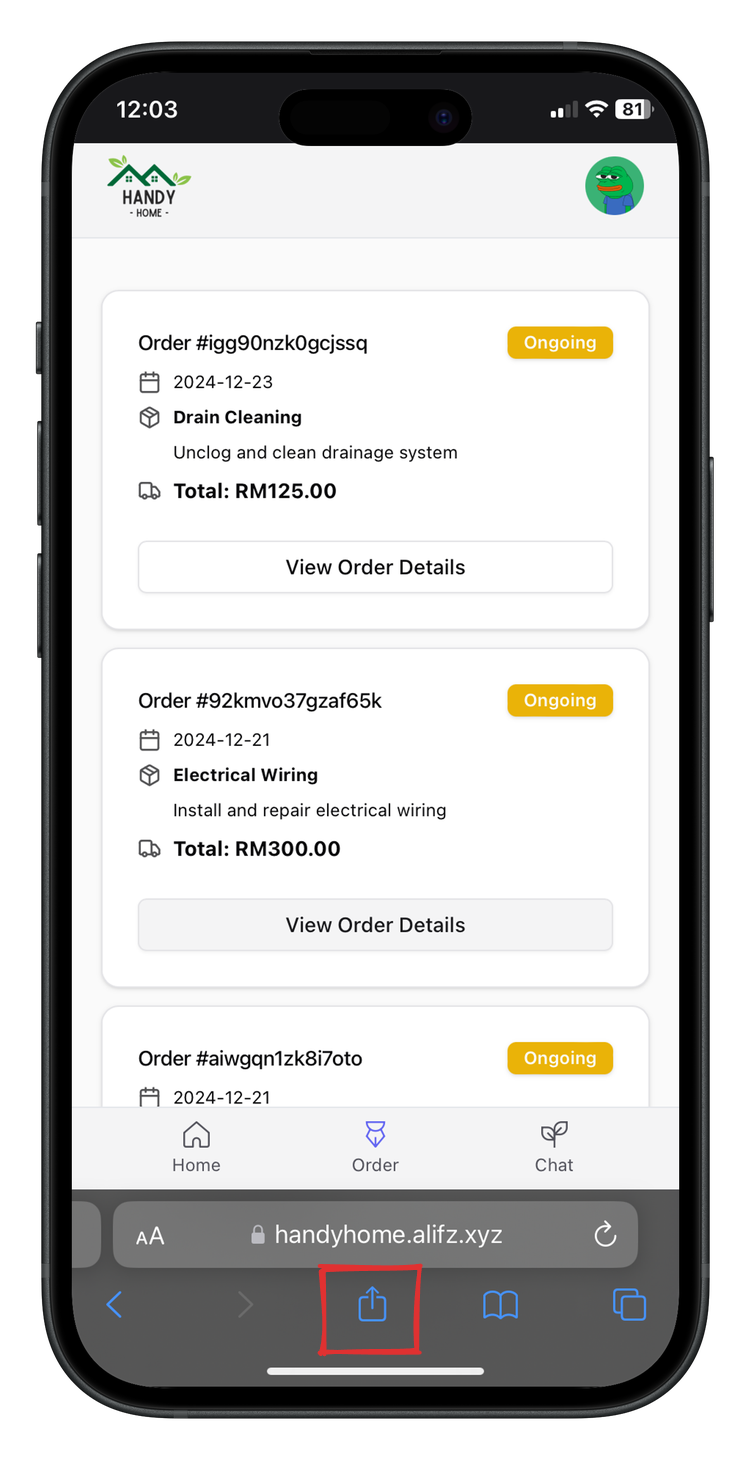 12:03
81
HANDY
- HOME -
Order #igg90nzk0gcjssq
Ongoing
2024-12-23
Drain Cleaning
Unclog and clean drainage system
Total: RM125.00
View Order Details
Order #92kmvo37gzaf65k
Ongoing
2024-12-21
Electrical Wiring
Install and repair electrical wiring
Total: RM300.00
View Order Details
Order #aiwgqn1zk8i7oto
Ongoing
2024-12-21
Home
Order
Chat
AA
handyhome.alifz.xyz